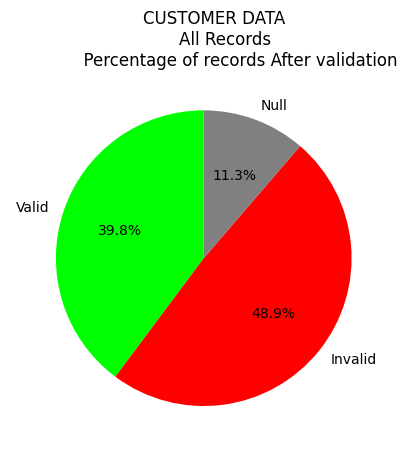 CUSTOMER DATA
All Records
Percentage of records After validation
Null
11.3%
Valid
39.8%
48.9%
Invalid